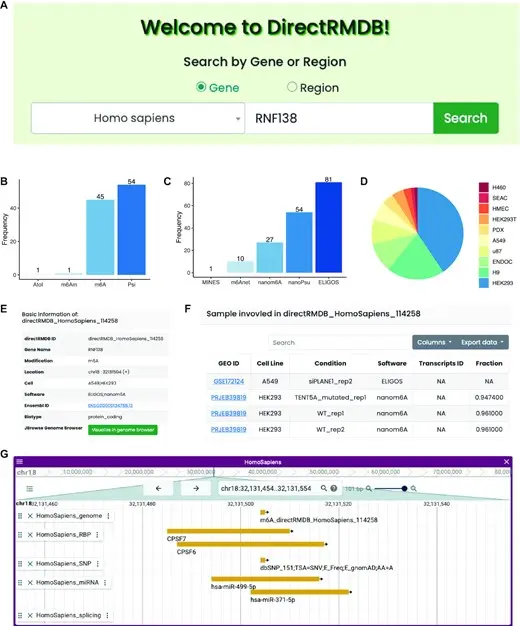 A
Welcome to DirectRMDB!
Search by Gene or Region
Gene Region
Homo sapiens RNF138 Search
B
Frequency
0 20 40
1 1 45 54
AtoI m6Am m6A Psi
C
Frequency
0 20 40 60 80
1 10 27 54 81
MINES m6Anet nanom6A nanoPsu ELIGOS
D
H460
SEAC
HMEC
HEK293T
PDX
A549
u87
ENDOC
H9
HEK293
E
Basic Information of:
directRMDB_HomoSapiens_114258
directRMDB ID directRMDB_HomoSapiens_114258
Gene Name RNF138
Modification m6A
Cell A549;HEK293
Software ELIGOS;nanom6A
Ensembl ID
Biotype protein_coding
JBrowse Genome Browser Visualize in genome browser
F
Sample invovled in directRMDB_HomoSapiens_114258
Search Columns Export data
GEO ID Cell Line Condition Software Transcripts ID Fraction
GSE172124 A549 siPLANE1_rep2 ELIGOS NA NA
PRJEB39819 HEK293 TENT5A_mutated_rep1 nanom6A NA 0.947400
PRJEB39819 HEK293 WT_rep1 nanom6A NA 0.961000
PRJEB39819 HEK293 WT_rep2 nanom6A NA 0.961000
G
HomoSapiens
chr18 10,000,000 20,000,000 30,000,000 40,000,000 50,000,000 60,000,000 70,000,000 80,000,000
chr18:32,131,454..32,131,554 101 bp
chr18: 32,131,460 32,131,480 32,131,500 32,131,520 32,131,540
HomoSapiens_genome
m6A_directRMDB_HomoSapiens_114258
HomoSapiens_RBP
CPSF7
CPSF6
HomoSapiens_SNP
dbSNP_151;TSA=SNV;E_Freq;E_gnomAD;AA=A
HomoSapiens_miRNA
hsa-miR-499-5p
hsa-miR-371-5p
HomoSapiens_splicing